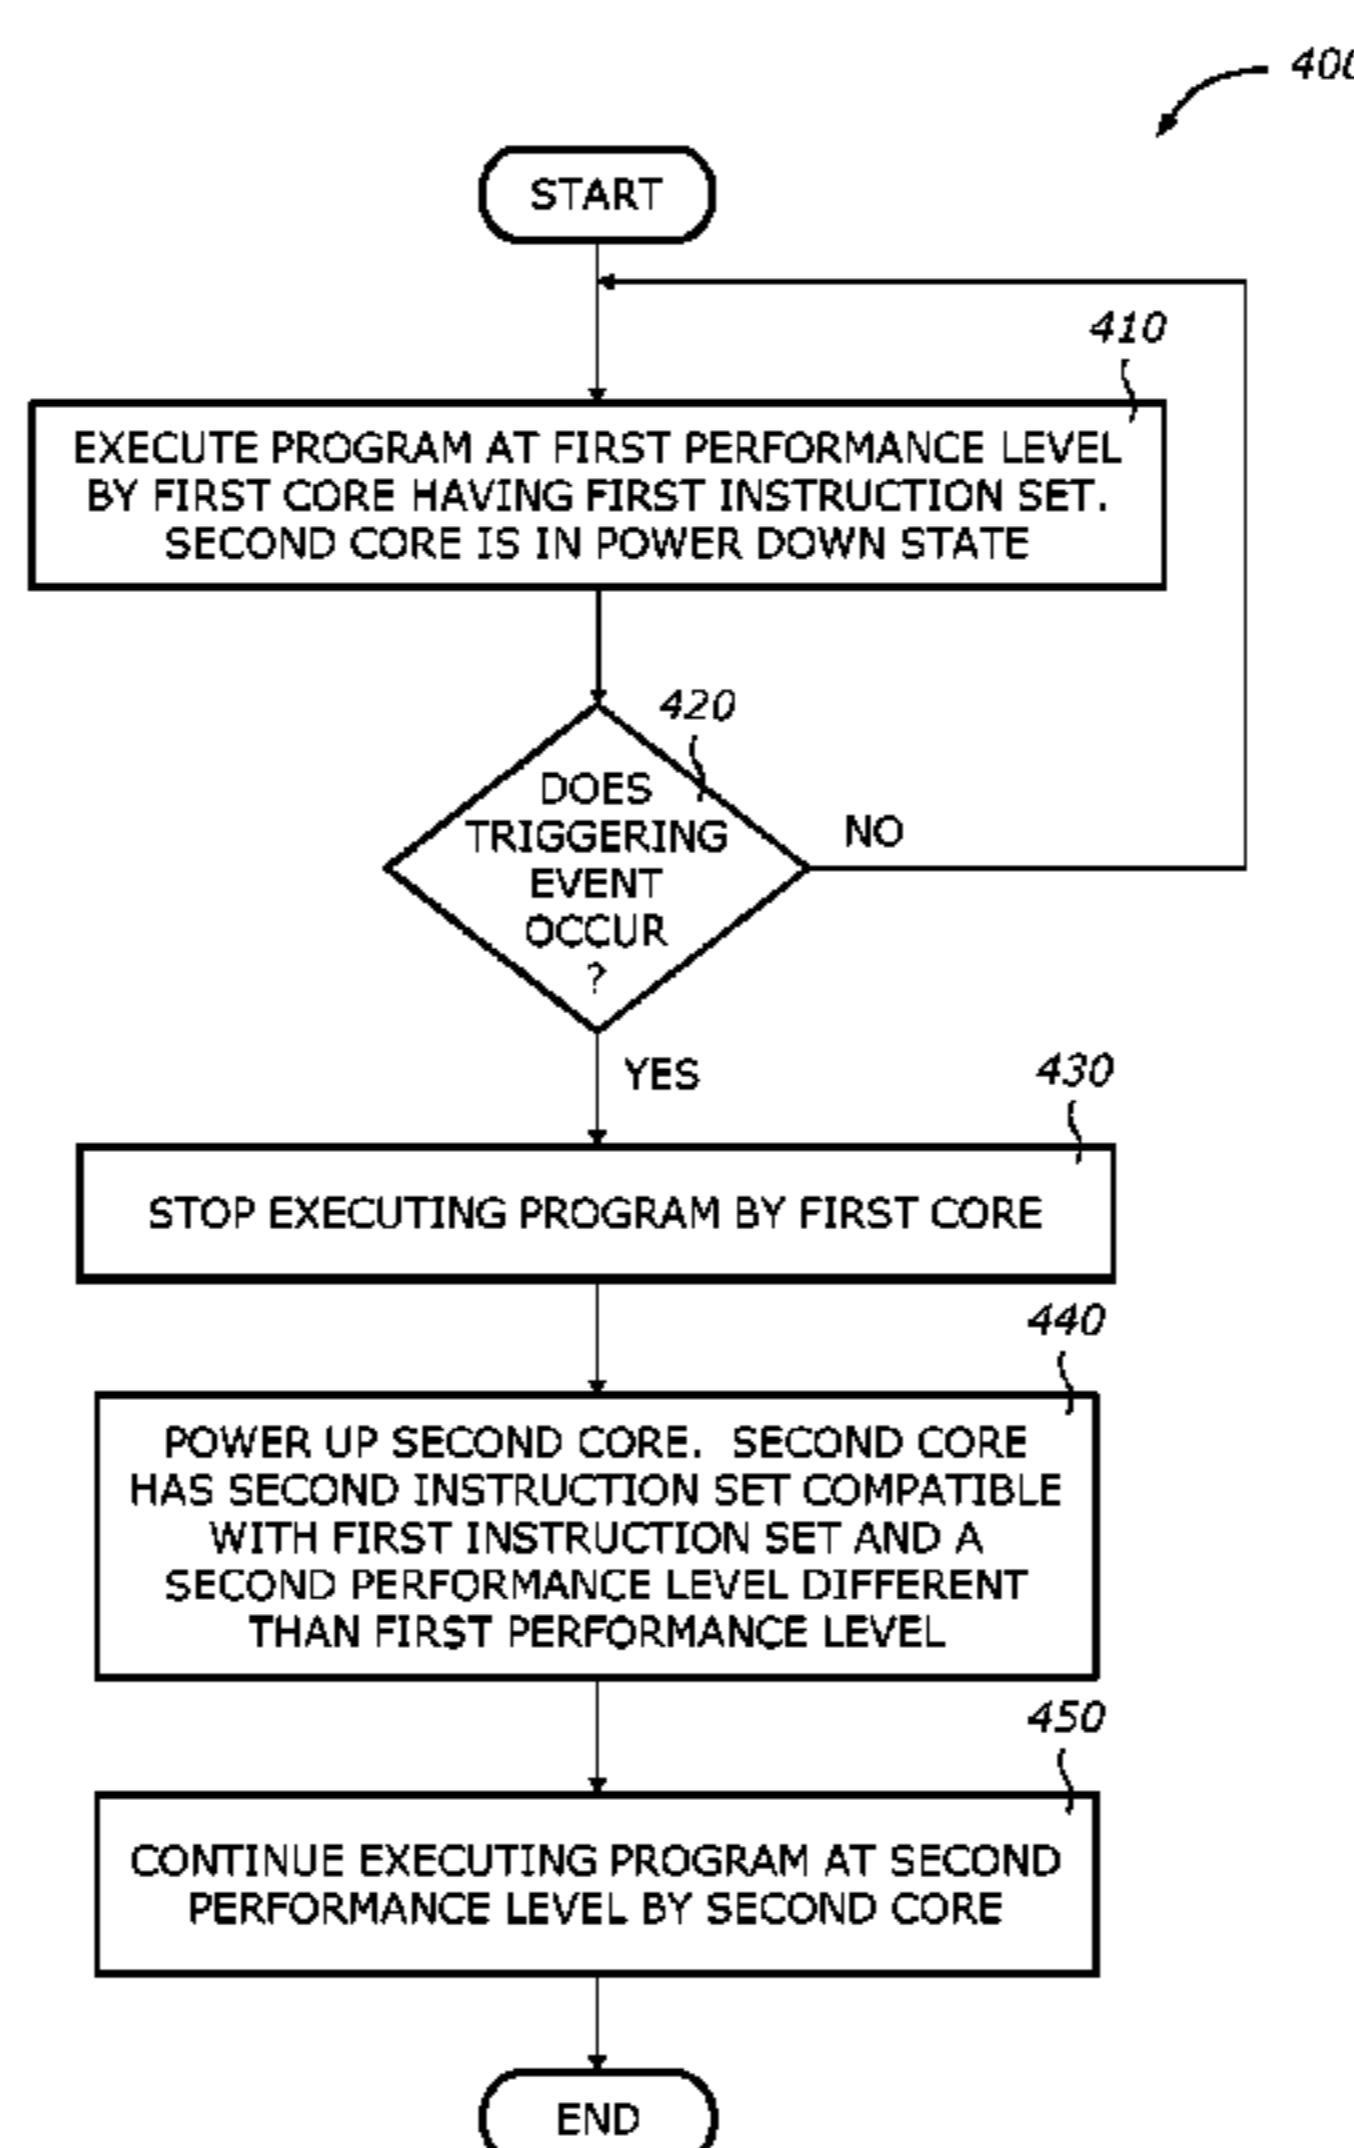 400
START
410
EXECUTE PROGRAM AT FIRST PERFORMANCE LEVEL
BY FIRST CORE HAVING FIRST INSTRUCTION SET.
SECOND CORE IS IN POWER DOWN STATE
420
DOES
TRIGGERING
EVENT
OCCUR
?
NO
YES
430
STOP EXECUTING PROGRAM BY FIRST CORE
440
POWER UP SECOND CORE. SECOND CORE
HAS SECOND INSTRUCTION SET COMPATIBLE
WITH FIRST INSTRUCTION SET AND A
SECOND PERFORMANCE LEVEL DIFFERENT
THAN FIRST PERFORMANCE LEVEL
450
CONTINUE EXECUTING PROGRAM AT SECOND
PERFORMANCE LEVEL BY SECOND CORE
END